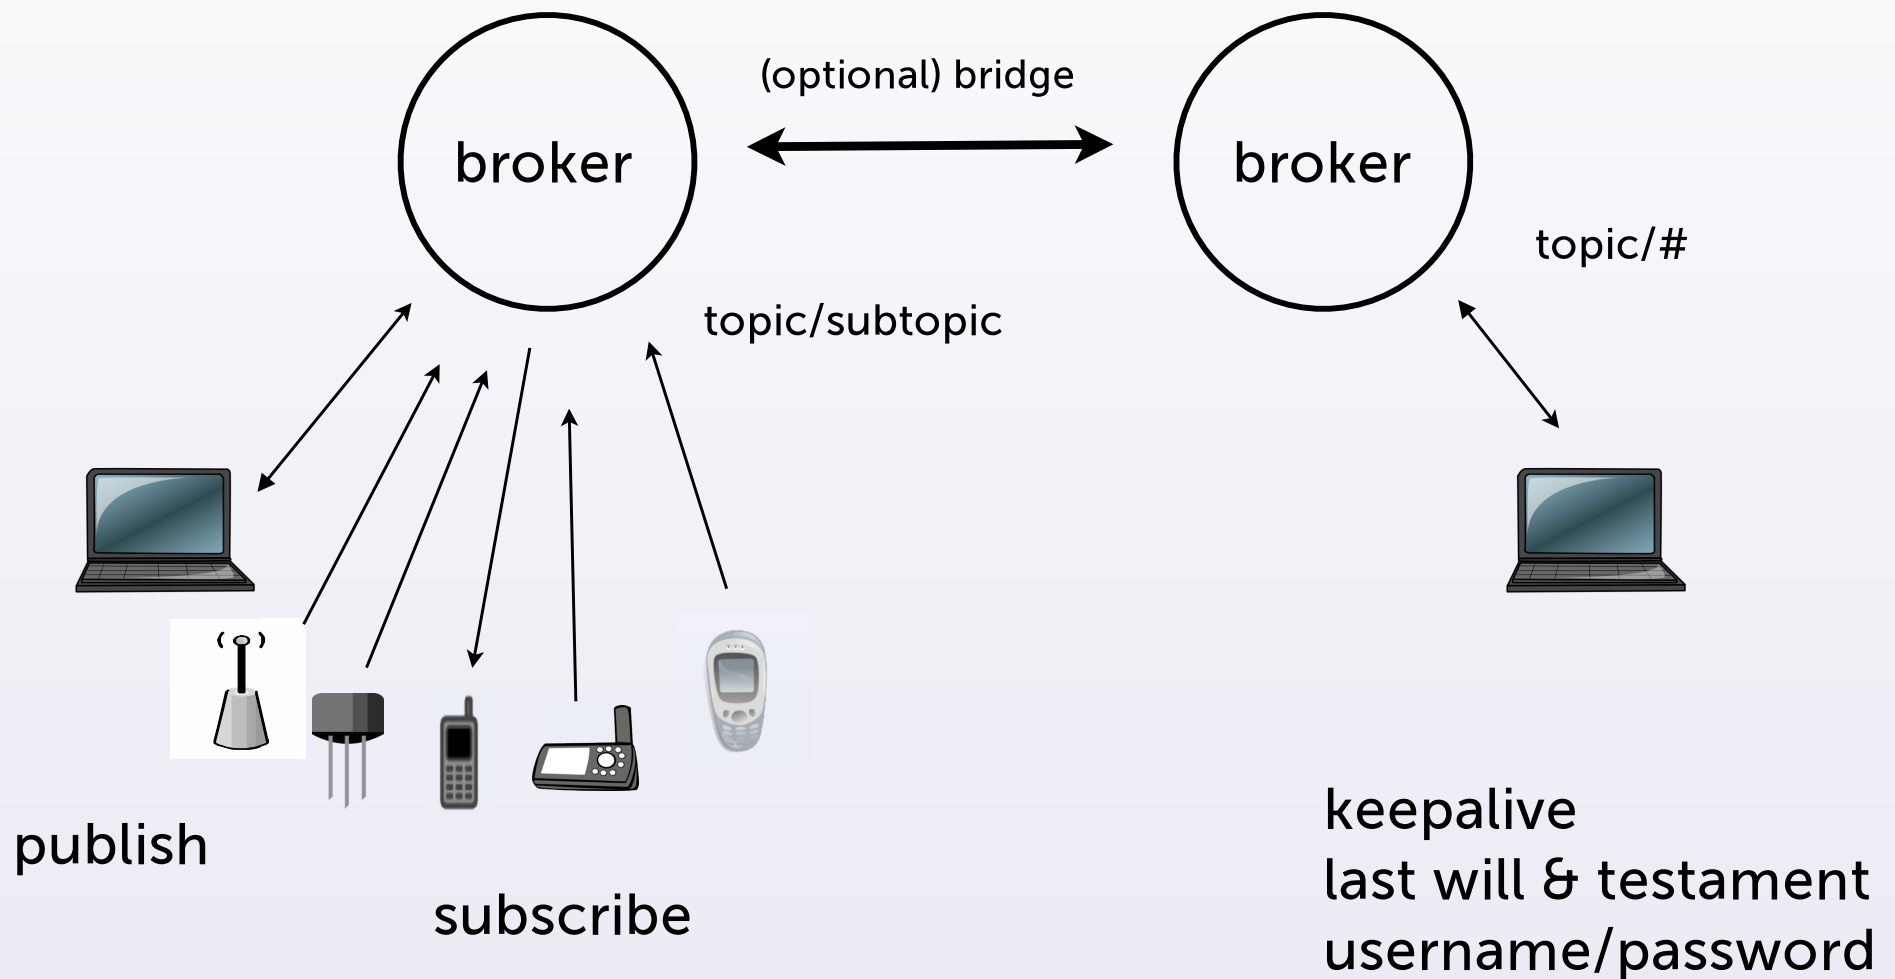 (optional) bridge
broker
broker
topic/#
topic/subtopic
publish
subscribe
keepalive
last will & testament
username/password